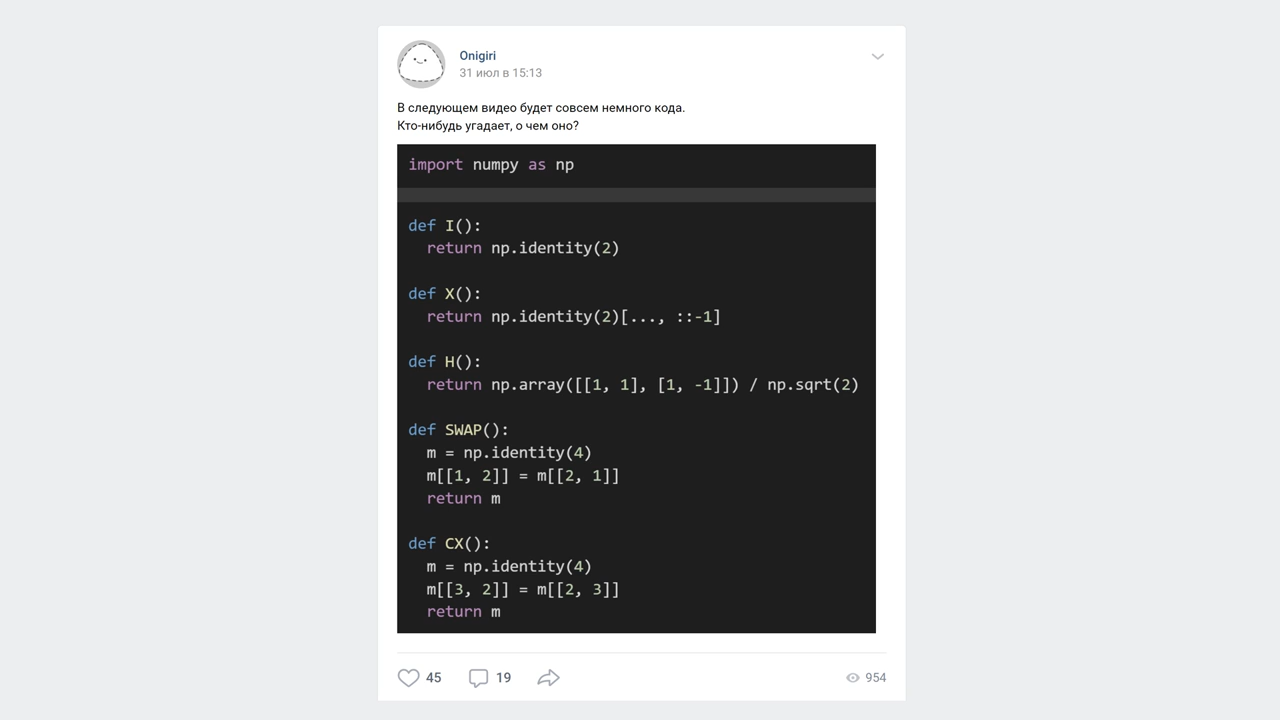 Onigiri
31 июл в 15:13
В следующем видео будет совсем немного кода.
Кто-нибудь угадает, о чем оно?
import numpy as np
def I():
  return np.identity(2)
def X():
  return np.identity(2)[..., ::-1]
def H():
  return np.array([[1, 1], [1, -1]]) / np.sqrt(2)
def SWAP():
  m = np.identity(4)
  m[[1, 2]] = m[[2, 1]]
  return m
def CX():
  m = np.identity(4)
  m[[3, 2]] = m[[2, 3]]
  return m
45 19 954